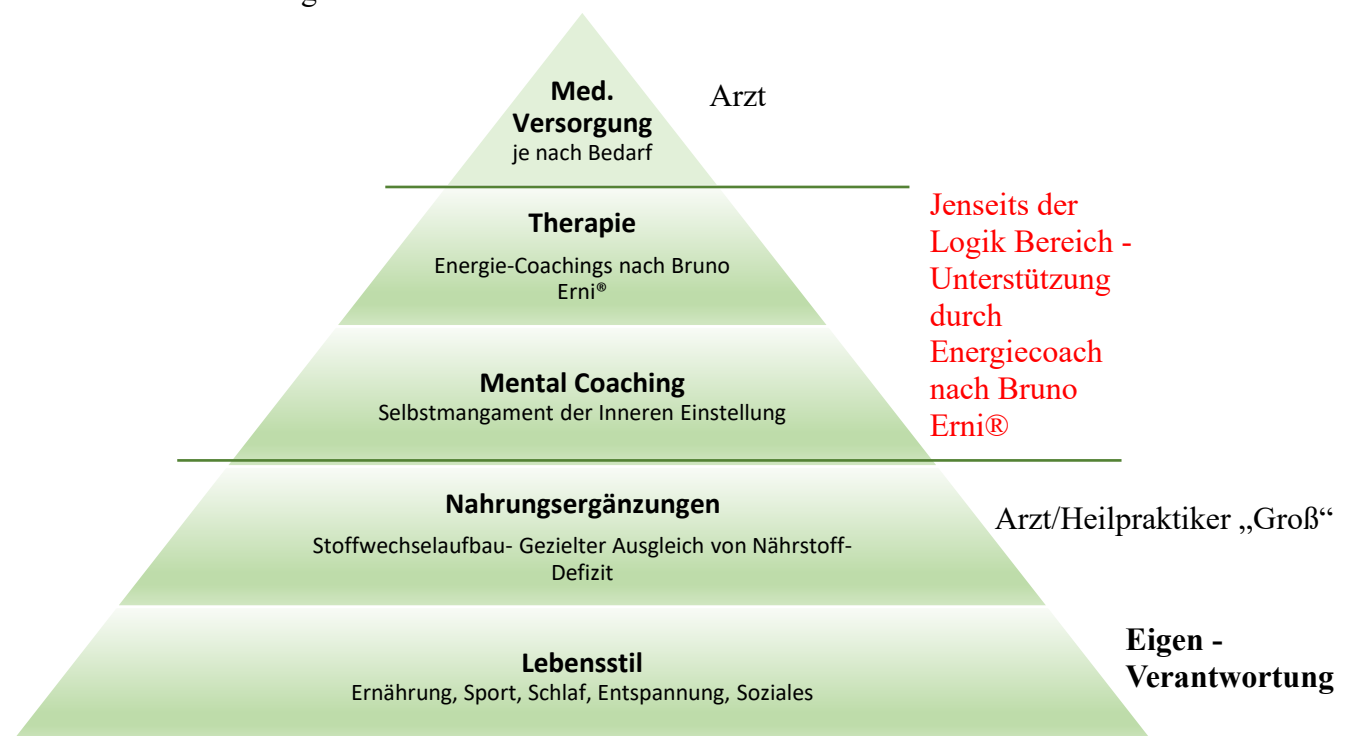 Med.
Versorgung
je nach Bedarf
Arzt
Therapie
Energie-Coachings nach Bruno
Erni®
Jenseits der
Logik Bereich -
Unterstützung
durch
Energiecoach
nach Bruno
Erni®
Mental Coaching
Selbstmangament der Inneren Einstellung
Nahrungsergänzungen
Stoffwechselaufbau- Gezielter Ausgleich von Nährstoff-
Defizit
Arzt/Heilpraktiker „Groß“
Lebensstil
Ernährung, Sport, Schlaf, Entspannung, Soziales
Eigen -
Verantwortung